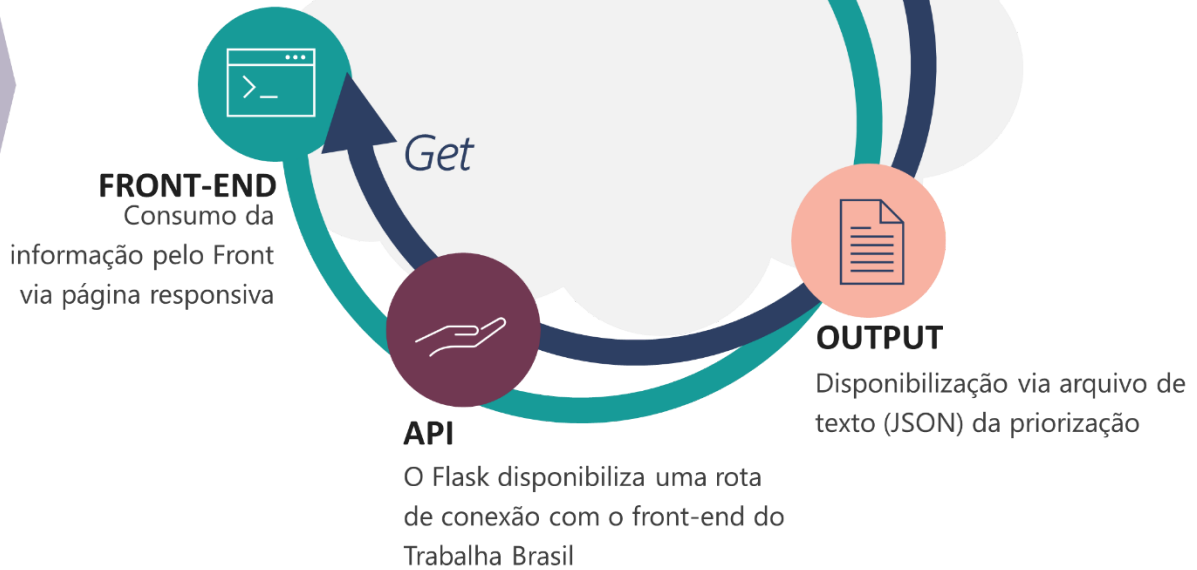 Get
FRONT-END
Consumo da
informação pelo Front
via página responsiva
OUTPUT
Disponibilização via arquivo de
texto (JSON) da priorização
API
O Flask disponibiliza uma rota
de conexão com o front-end do
Trabalha Brasil